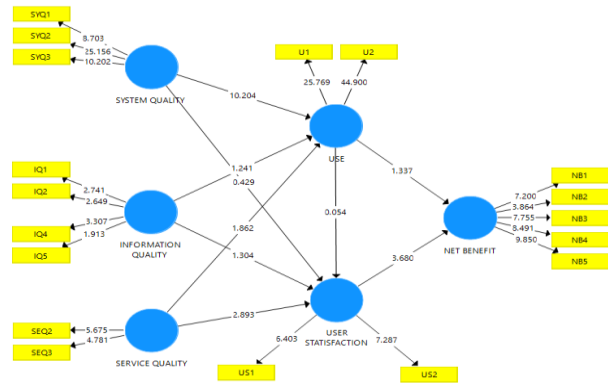 SYQ1
SYQ2
SYQ3
8.703
25.156
10.202
SYSTEM QUALITY
U1
U2
25.769
44.900
10.204
USE
IQ1
IQ2
IQ4
IQ5
2.741
2.649
3.307
1.913
INFORMATION
QUALITY
1.241
0.429
1.862
1.304
0.054
1.337
3.680
NET BENEFIT
7.200
3.864
7.755
8.491
9.850
NB1
NB2
NB3
NB4
NB5
SEQ2
SEQ3
5.675
4.781
SERVICE QUALITY
2.893
USER
STATISFACTION
6.403
7.287
US1
US2